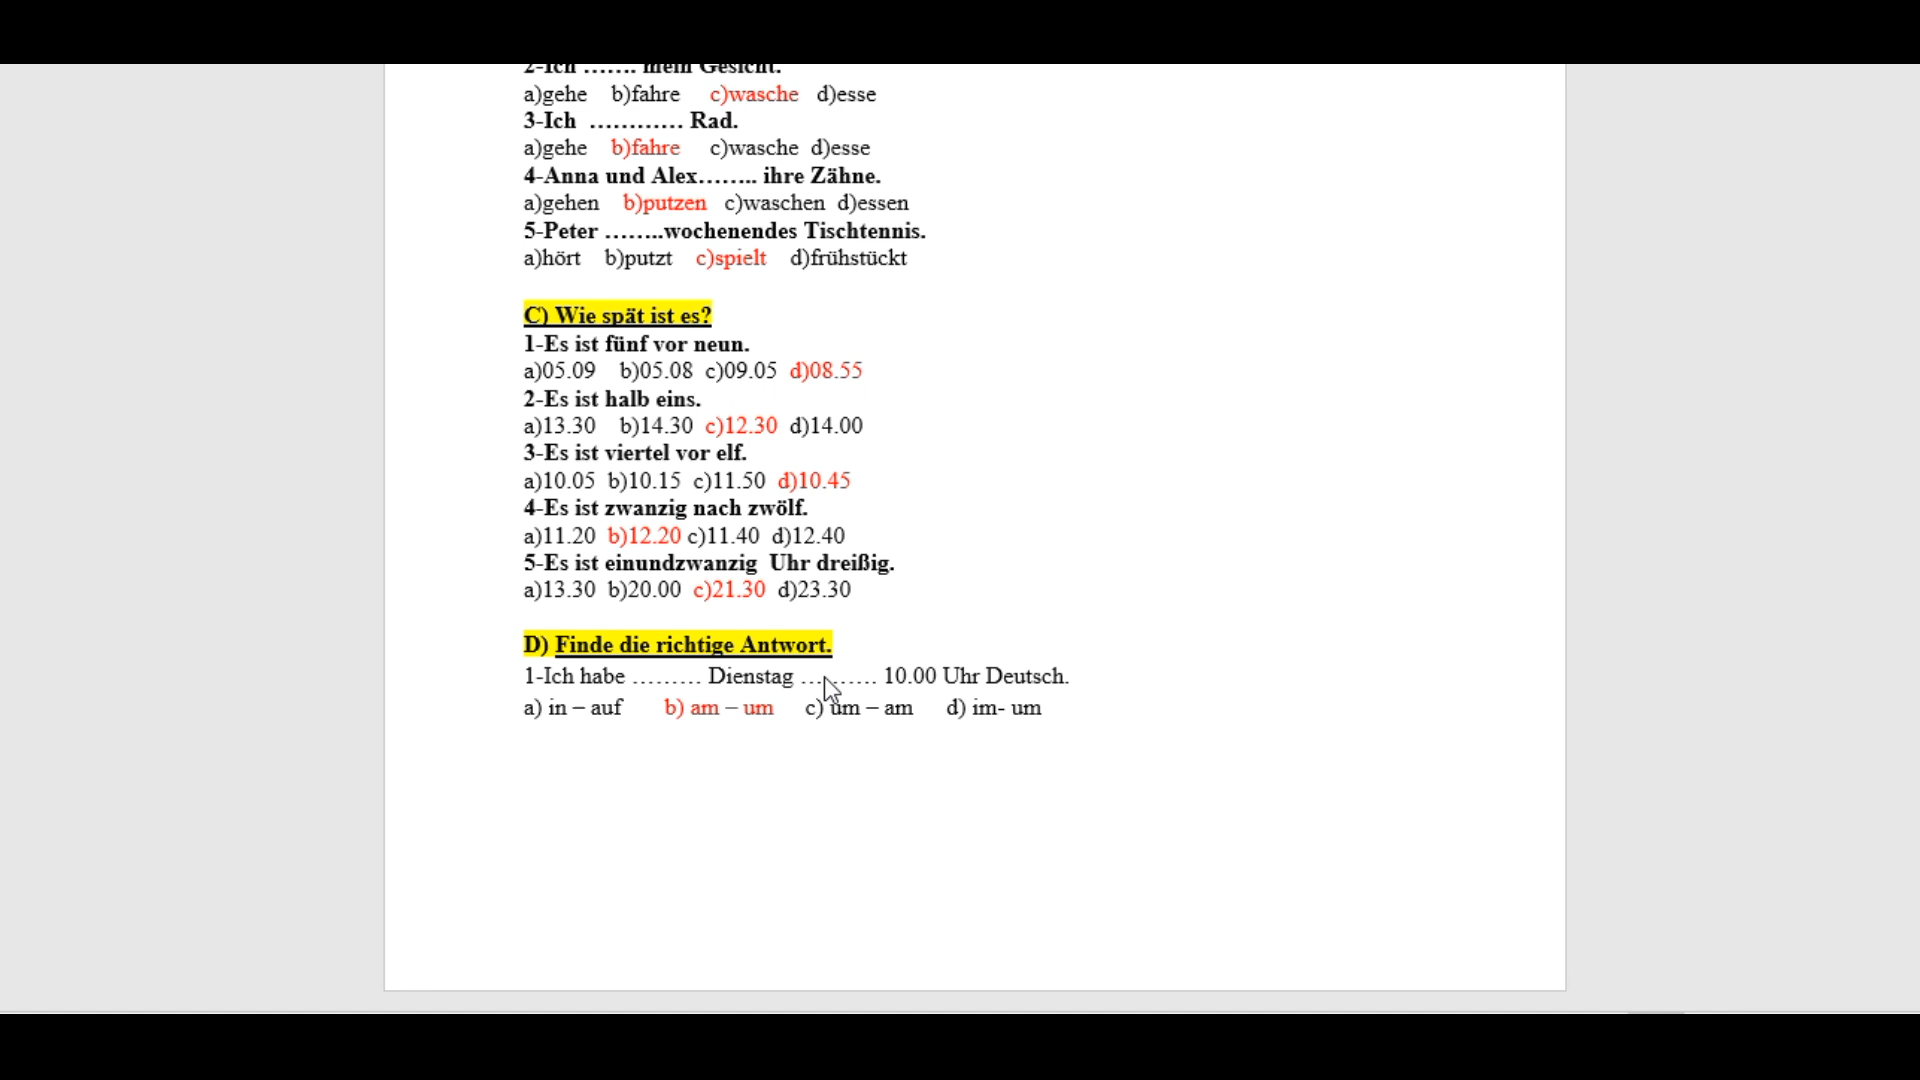 2-Ich ……. mein Gesicht.
a)gehe b)fahre c)wasche d)esse
3-Ich ………… Rad.
a)gehe b)fahre c)wasche d)esse
4-Anna und Alex…….. ihre Zähne.
a)gehen b)putzen c)waschen d)essen
5-Peter ……..wochenendes Tischtennis.
a)hört b)putzt c)spielt d)frühstückt
C) Wie spät ist es?
1-Es ist fünf vor neun.
a)05.09 b)05.08 c)09.05 d)08.55
2-Es ist halb eins.
a)13.30 b)14.30 c)12.30 d)14.00
3-Es ist viertel vor elf.
a)10.05 b)10.15 c)11.50 d)10.45
4-Es ist zwanzig nach zwölf.
a)11.20 b)12.20 c)11.40 d)12.40
5-Es ist einundzwanzig Uhr dreißig.
a)13.30 b)20.00 c)21.30 d)23.30
D) Finde die richtige Antwort.
1-Ich habe ……… Dienstag ………. 10.00 Uhr Deutsch.
a) in – auf b) am – um c) um – am d) im- um